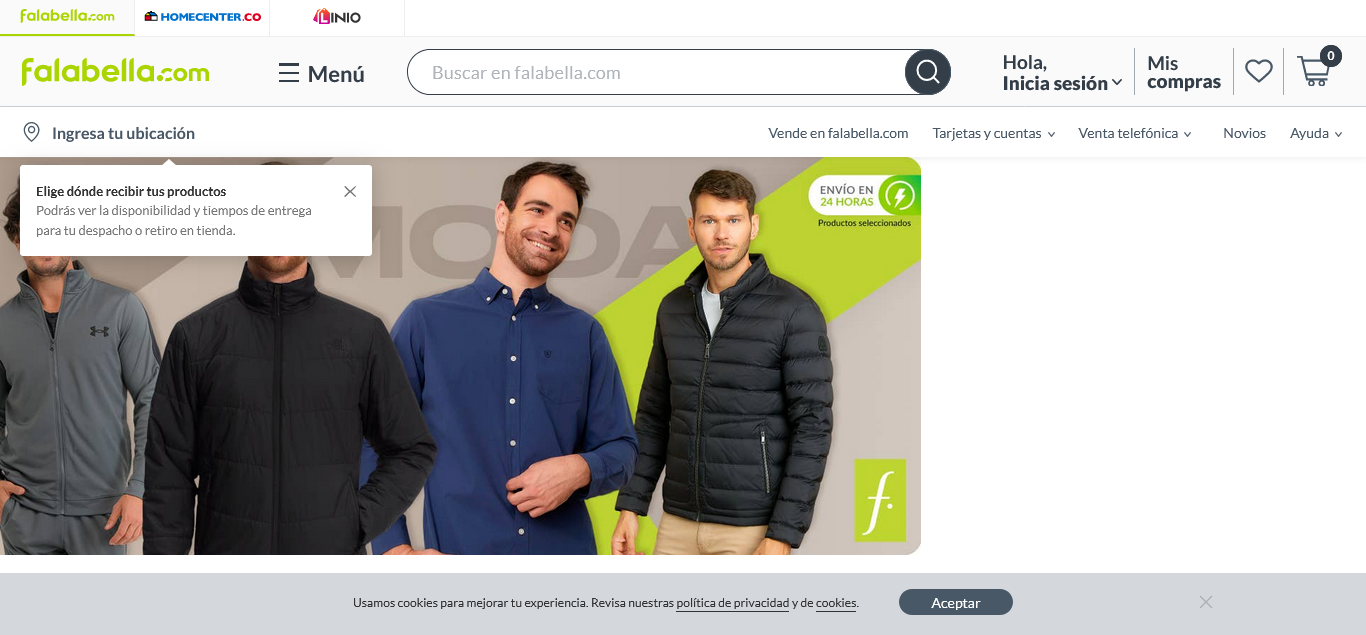 falabella.com
HOMECENTER.CO
LINIO
falabella.com
Menú
Buscar en falabella.com
Hola,
Inicia sesión
Mis
compras
0
Ingresa tu ubicación
Vende en falabella.com
Tarjetas y cuentas
Venta telefónica
Novios
Ayuda
Elige dónde recibir tus productos
Podrás ver la disponibilidad y tiempos de entrega
para tu despacho o retiro en tienda.
MODA
ENVÍO EN
24 HORAS
Productos seleccionados
f.
Usamos cookies para mejorar tu experiencia. Revisa nuestras política de privacidad y de cookies.
Aceptar